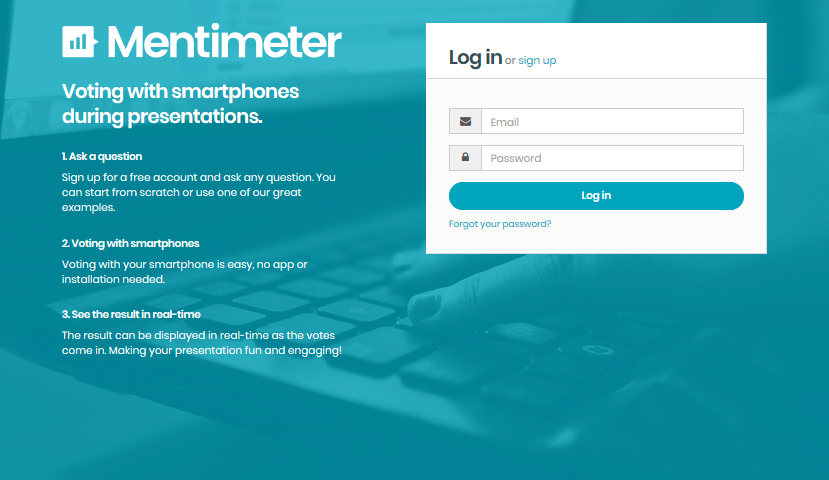 Mentimeter
Voting with smartphones
during presentations.
1. Ask a question
Sign up for a free account and ask any question. You
can start from scratch or use one of our great
examples.
2. Voting with smartphones
Voting with your smartphone is easy, no app or
installation needed.
3. See the result in real-time
The result can be displayed in real-time as the votes
come in. Making your presentation fun and engaging!
Log in or sign up
Email
Password
Log in
Forgot your password?